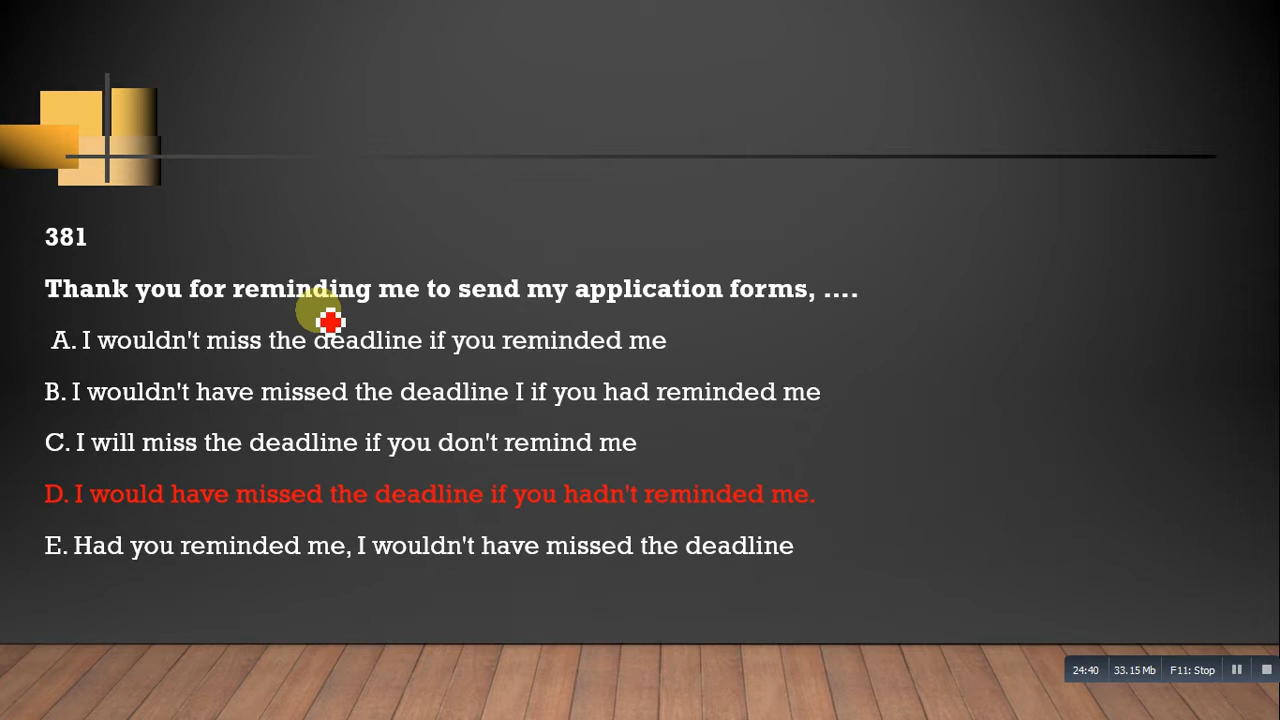 381
Thank you for reminding me to send my application forms, ....
A. I wouldn't miss the deadline if you reminded me
B. I wouldn't have missed the deadline I if you had reminded me
C. I will miss the deadline if you don't remind me
D. I would have missed the deadline if you hadn't reminded me.
E. Had you reminded me, I wouldn't have missed the deadline
24:40 33.15 Mb F11: Stop